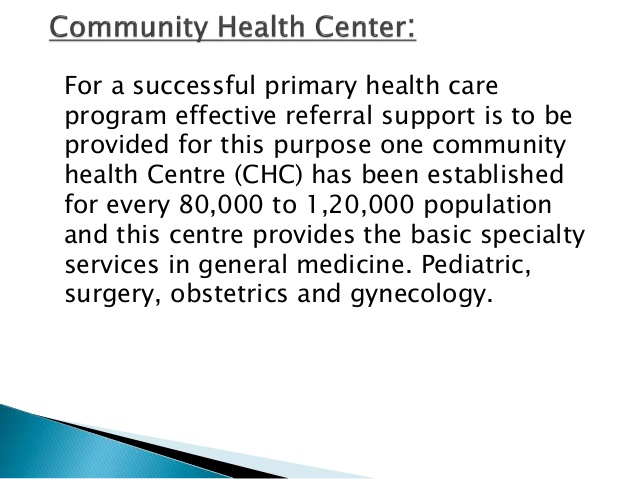 Community Health Center:
For a successful primary health care
program effective referral support is to be
provided for this purpose one community
health Centre (CHC) has been established
for every 80,000 to 1,20,000 population
and this centre provides the basic specialty
services in general medicine. Pediatric,
surgery, obstetrics and gynecology.